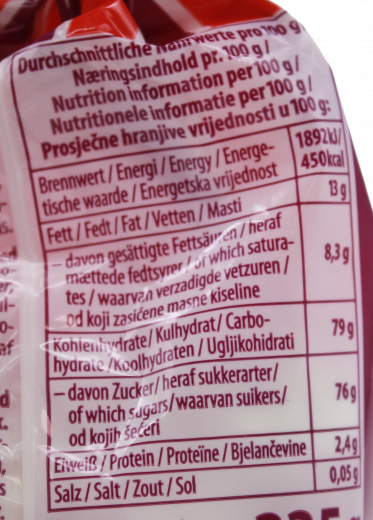 Durchschnittliche Nährwerte pro 100 g /
Næringsindhold pr. 100 g /
Nutrition information per 100 g /
Nutritionele informatie per 100 g /
Prosječne hranjive vrijednosti u 100 g:
Brennwert / Energi / Energy / Energe-
tische waarde / Energetska vrijednost
1892 kJ/
450 kcal
Fett / Fedt / Fat / Vetten / Masti
13 g
– davon gesättigte Fettsäuren / heraf
mættede fedtsyrer / of which satura-
tes / waarvan verzadigde vetzuren /
od koji zasićene masne kiseline
8,3 g
Kohlenhydrate / Kulhydrat / Carbo-
hydrate / Koolhydraten / Ugljikohidrati
79 g
– davon Zucker / heraf sukkerarter /
of which sugars / waarvan suikers /
od kojih šećeri
76 g
Eiweiß / Protein / Proteïne / Bjelančevine
2,4 g
Salz / Salt / Zout / Sol
0,05 g